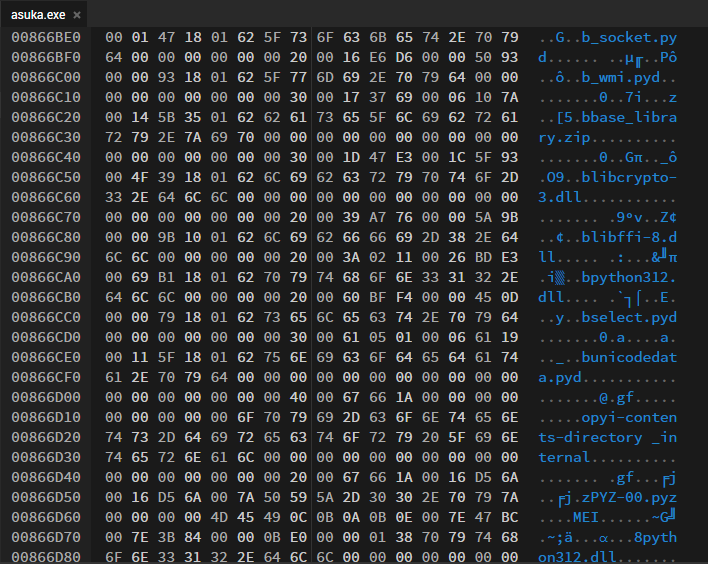 asuka.exe ×
00866BE0 00 01 47 18 01 62 5F 73 6F 63 6B 65 74 2E 70 79 ..G..b_socket.py
00866BF0 64 00 00 00 00 00 00 20 00 16 E6 D6 00 00 50 93 d...... ..µ╓..Pô
00866C00 00 00 93 18 01 62 5F 77 6D 69 2E 70 79 64 00 00 ..ô..b_wmi.pyd..
00866C10 00 00 00 00 00 00 00 30 00 17 37 69 00 06 10 7A .......0..7i...z
00866C20 00 14 5B 35 01 62 62 61 73 65 5F 6C 69 62 72 61 ..[5.bbase_libra
00866C30 72 79 2E 7A 69 70 00 00 00 00 00 00 00 00 00 00 ry.zip..........
00866C40 00 00 00 00 00 00 00 30 00 1D 47 E3 00 1C 5F 93 .......0..Gπ.._ô
00866C50 00 4F 39 18 01 62 6C 69 62 63 72 79 70 74 6F 2D .O9..blibcrypto-
00866C60 33 2E 64 6C 6C 00 00 00 00 00 00 00 00 00 00 00 3.dll...........
00866C70 00 00 00 00 00 00 00 20 00 39 A7 76 00 00 5A 9B ....... .9ºv..Z¢
00866C80 00 00 9B 10 01 62 6C 69 62 66 66 69 2D 38 2E 64 ..¢..blibffi-8.d
00866C90 6C 6C 00 00 00 00 00 20 00 3A 02 11 00 26 BD E3 ll..... .:...&╜π
00866CA0 00 69 B1 18 01 62 70 79 74 68 6F 6E 33 31 32 2E .i▒..bpython312.
00866CB0 64 6C 6C 00 00 00 00 20 00 60 BF F4 00 00 45 0D dll.... .`┐⌠..E.
00866CC0 00 00 79 18 01 62 73 65 6C 65 63 74 2E 70 79 64 ..y..bselect.pyd
00866CD0 00 00 00 00 00 00 00 30 00 61 05 01 00 06 61 19 .......0.a....a.
00866CE0 00 11 5F 18 01 62 75 6E 69 63 6F 64 65 64 61 74 .._..bunicodedat
00866CF0 61 2E 70 79 64 00 00 00 00 00 00 00 00 00 00 00 a.pyd...........
00866D00 00 00 00 00 00 00 00 40 00 67 66 1A 00 00 00 00 .......@.gf.....
00866D10 00 00 00 00 00 6F 70 79 69 2D 63 6F 6E 74 65 6E .....opyi-conten
00866D20 74 73 2D 64 69 72 65 63 74 6F 72 79 20 5F 69 6E ts-directory _in
00866D30 74 65 72 6E 61 6C 00 00 00 00 00 00 00 00 00 00 ternal..........
00866D40 00 00 00 00 00 00 00 20 00 67 66 1A 00 16 D5 6A ....... .gf...╒j
00866D50 00 16 D5 6A 00 7A 50 59 5A 2D 30 30 2E 70 79 7A ..╒j.zPYZ-00.pyz
00866D60 00 00 00 00 4D 45 49 0C 0B 0A 0B 0E 00 7E 47 BC ....MEI......~G╝
00866D70 00 7E 3B 84 00 00 0B E0 00 00 01 38 70 79 74 68 .~;ä...α...8pyth
00866D80 6F 6E 33 31 32 2E 64 6C 6C 00 00 00 00 00 00 00 on312.dll.......